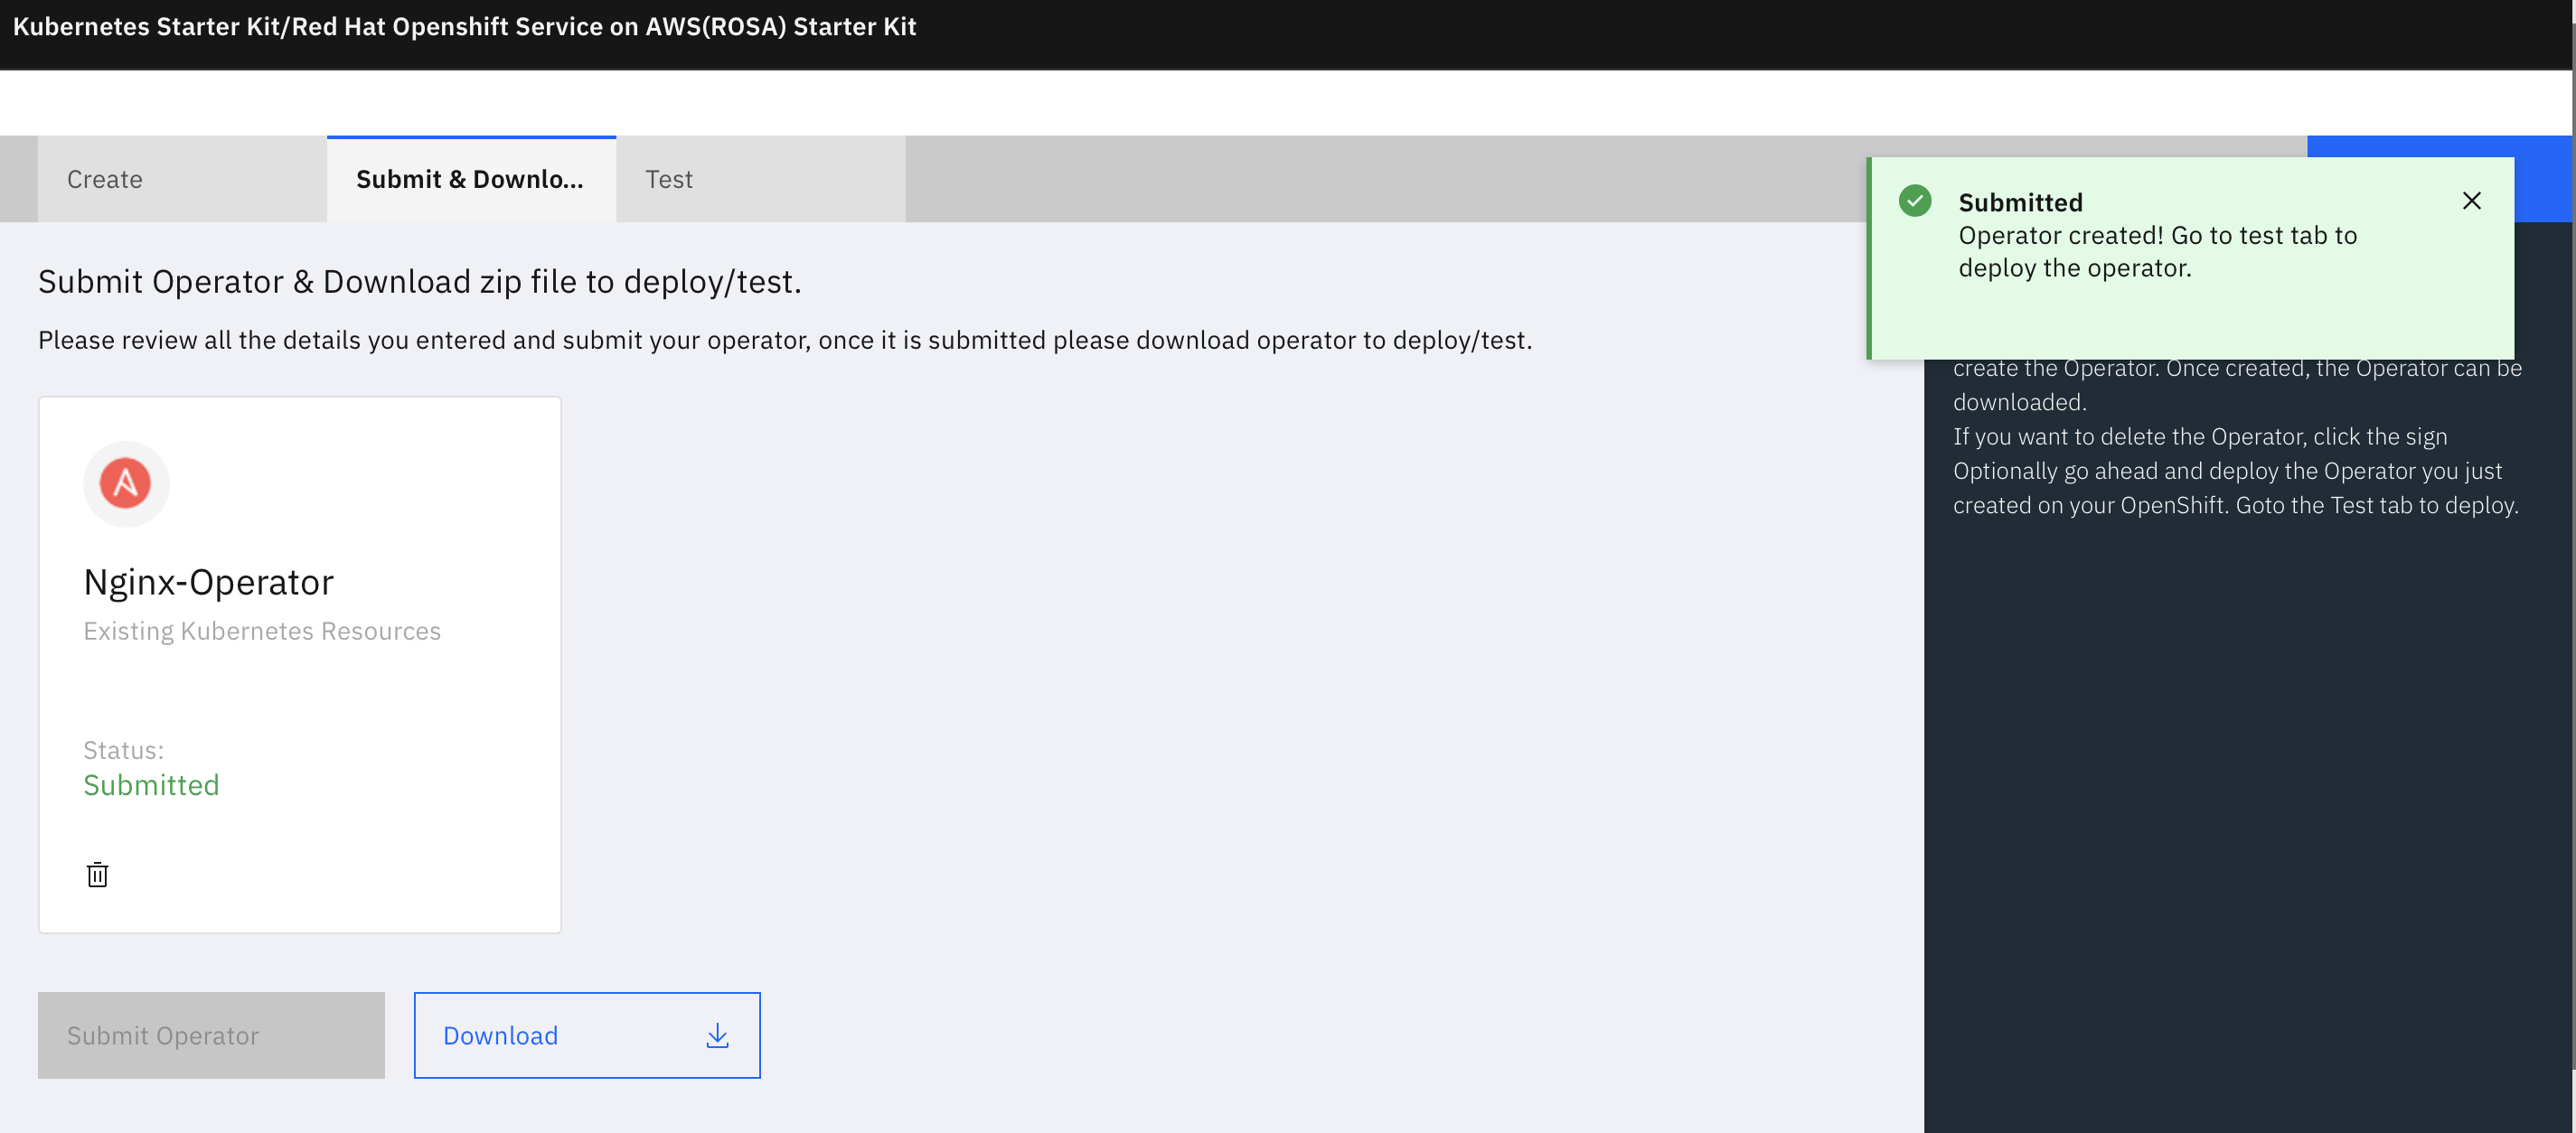 Kubernetes Starter Kit/Red Hat Openshift Service on AWS(ROSA) Starter Kit
Create
Submit & Downlo...
Test
Submitted
Operator created! Go to test tab to
deploy the operator.
Submit Operator & Download zip file to deploy/test.
Please review all the details you entered and submit your operator, once it is submitted please download operator to deploy/test.
create the Operator. Once created, the Operator can be
downloaded.
If you want to delete the Operator, click the sign
Optionally go ahead and deploy the Operator you just
created on your OpenShift. Goto the Test tab to deploy.
Nginx-Operator
Existing Kubernetes Resources
Status:
Submitted
Submit Operator
Download